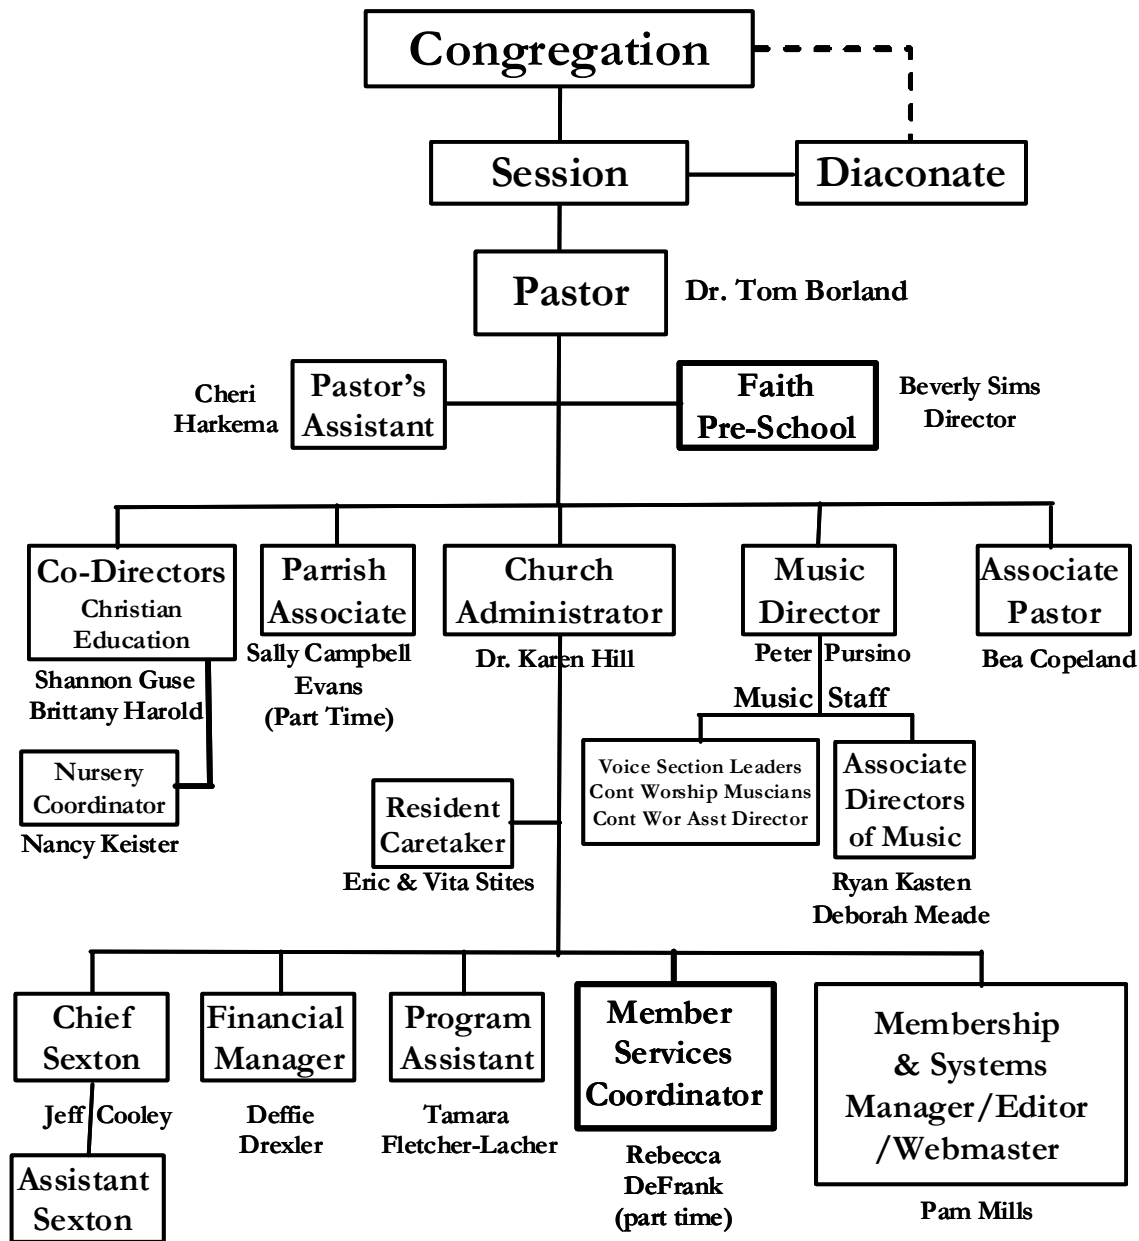 Congregation
Session
Diaconate
Pastor
Dr. Tom Borland
Cheri
Harkema
Pastor's
Assistant
Faith
Pre-School
Beverly Sims
Director
Co-Directors
Christian
Education
Shannon Guse
Brittany Harold
Parrish
Associate
Sally Campbell
Evans
(Part Time)
Church
Administrator
Dr. Karen Hill
Music
Director
Peter Pursino
Music Staff
Associate
Pastor
Bea Copeland
Nursery
Coordinator
Nancy Keister
Resident
Caretaker
Eric & Vita Stites
Voice Section Leaders
Cont Worship Muscians
Cont Wor Asst Director
Associate
Directors
of Music
Ryan Kasten
Deborah Meade
Chief
Sexton
Jeff Cooley
Assistant
Sexton
Financial
Manager
Deffie
Drexler
Program
Assistant
Tamara
Fletcher-Lacher
Member
Services
Coordinator
Rebecca
DeFrank
(part time)
Membership
& Systems
Manager/Editor
/Webmaster
Pam Mills